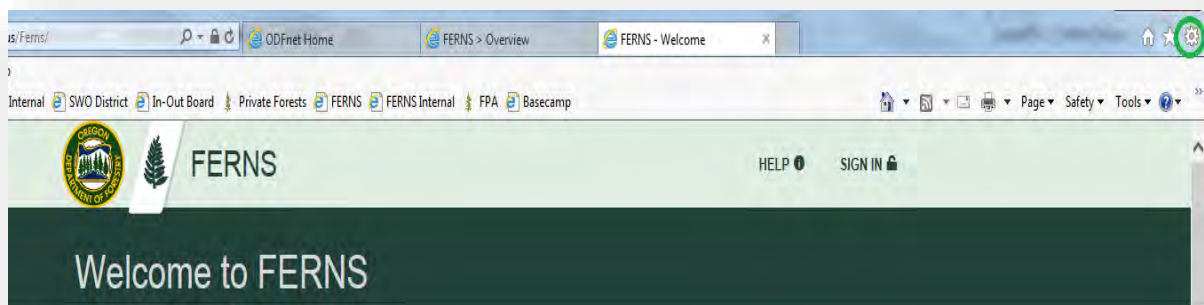 us/Ferns/ ODFnet Home FERNS > Overview FERNS - Welcome
Internal SWO District In-Out Board Private Forests FERNS FERNS Internal FPA Basecamp Page Safety Tools
OREGON DEPARTMENT OF FORESTRY
FERNS HELP SIGN IN
Welcome to FERNS